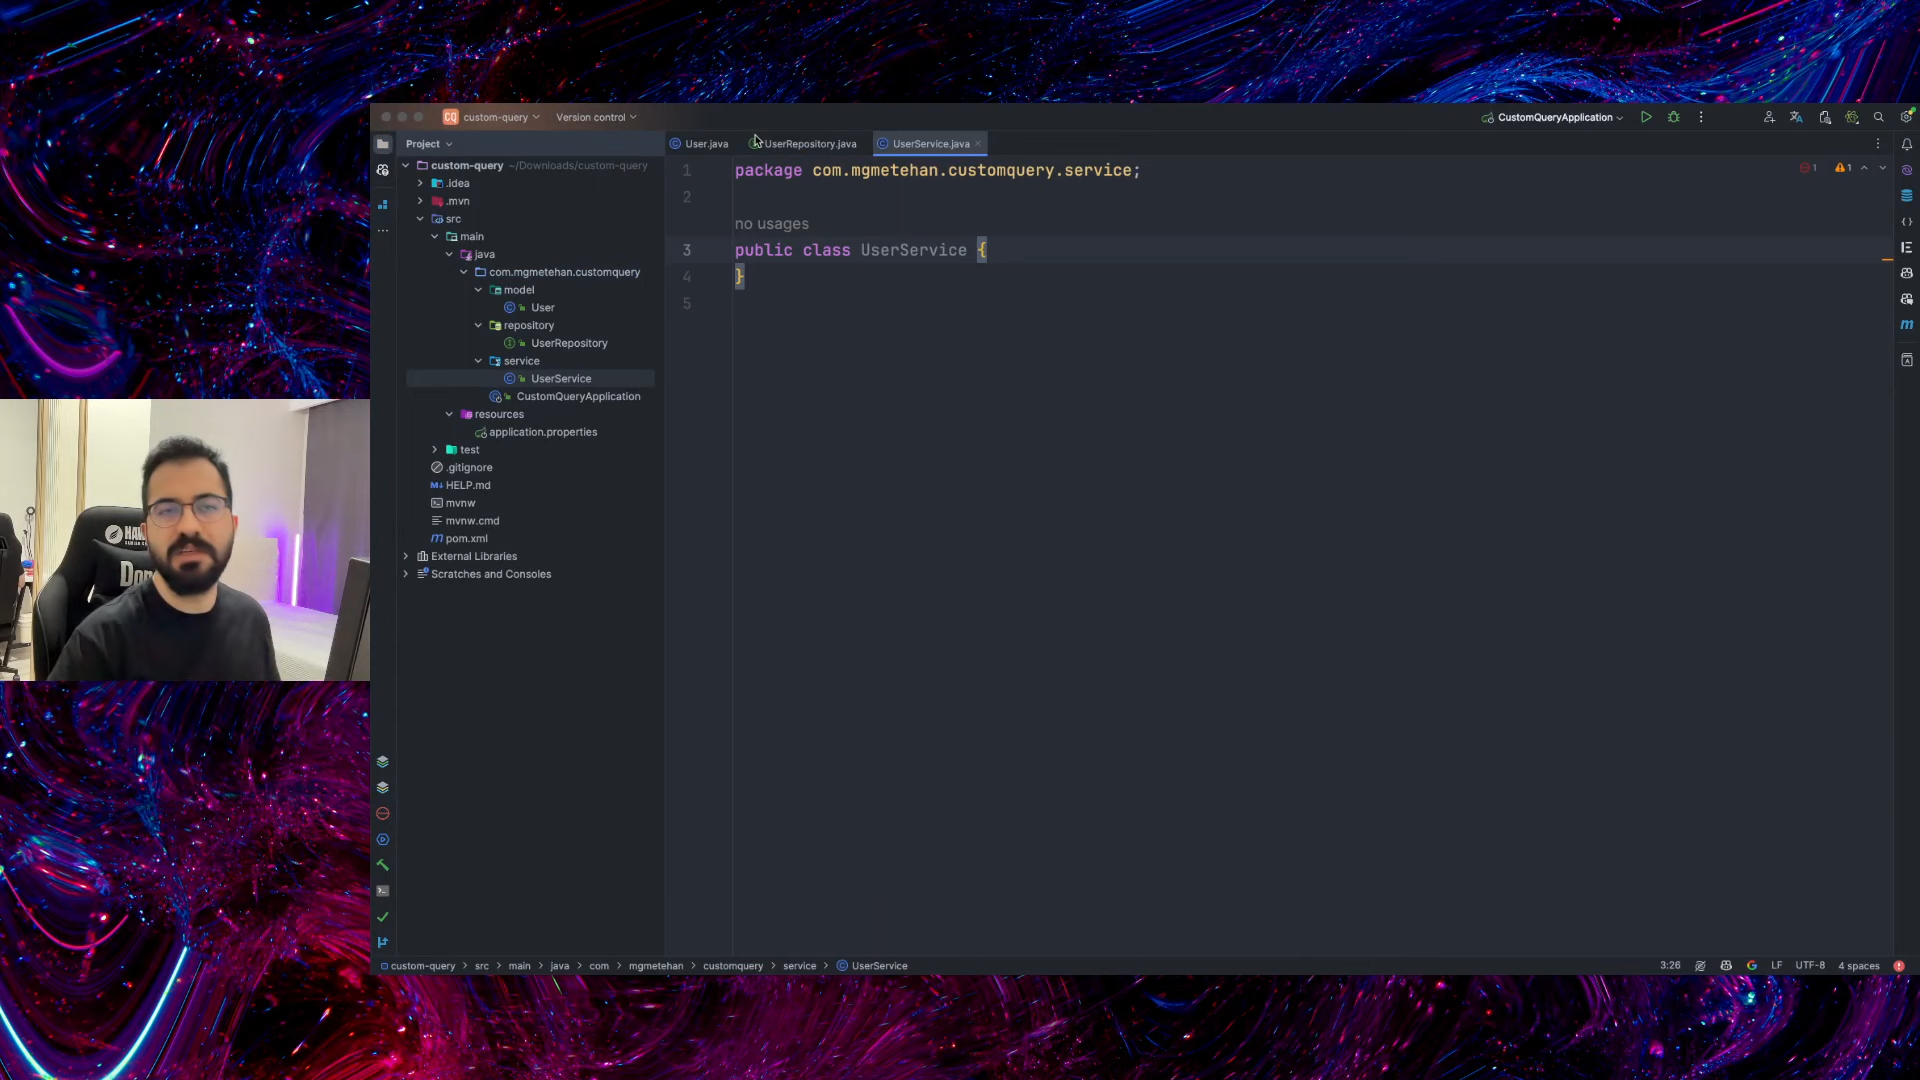 CQ custom-query Version control CustomQueryApplication
Project
User.java UserRepository.java UserService.java
custom-query ~/Downloads/custom-query
.idea
.mvn
src
main
java
com.mgmetehan.customquery
model
User
repository
UserRepository
service
UserService
CustomQueryApplication
resources
application.properties
test
.gitignore
HELP.md
mvnw
mvnw.cmd
pom.xml
External Libraries
Scratches and Consoles
1 package com.mgmetehan.customquery.service;
2
no usages
3 public class UserService {
4 }
5
1 1
custom-query > src > main > java > com > mgmetehan > customquery > service > UserService
3:26 LF UTF-8 4 spaces